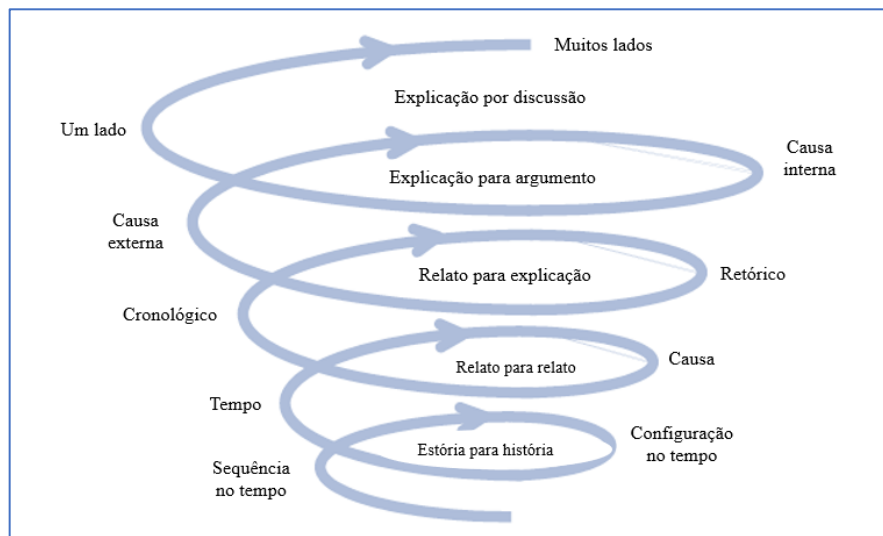 Muitos lados
Explicação por discussão
Um lado
Causa
interna
Explicação para argumento
Causa
externa
Relato para explicação
Retórico
Cronológico
Relato para relato
Causa
Tempo
Estória para história
Configuração
no tempo
Sequência
no tempo